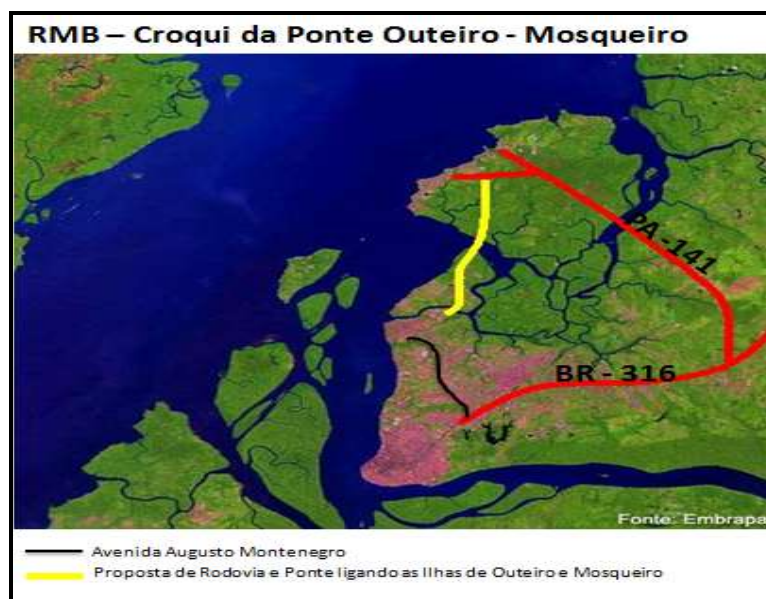 RMB – Croqui da Ponte Outeiro - Mosqueiro
PA -141
BR - 316
Fonte: Embrapa
Avenida Augusto Montenegro
Proposta de Rodovia e Ponte ligando as Ilhas de Outeiro e Mosqueiro